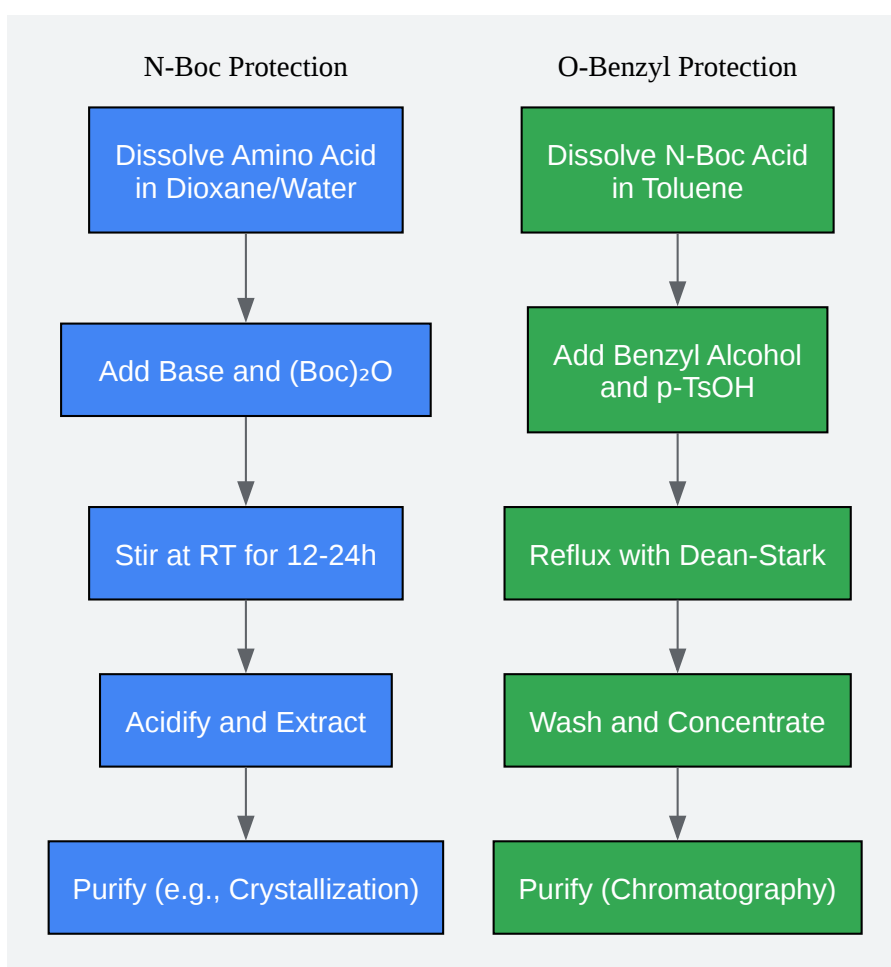 N-Boc Protection
Dissolve Amino Acid
in Dioxane/Water
Add Base and (Boc)₂O
Stir at RT for 12-24h
Acidify and Extract
Purify (e.g., Crystallization)
O-Benzyl Protection
Dissolve N-Boc Acid
in Toluene
Add Benzyl Alcohol
and p-TsOH
Reflux with Dean-Stark
Wash and Concentrate
Purify (Chromatography)